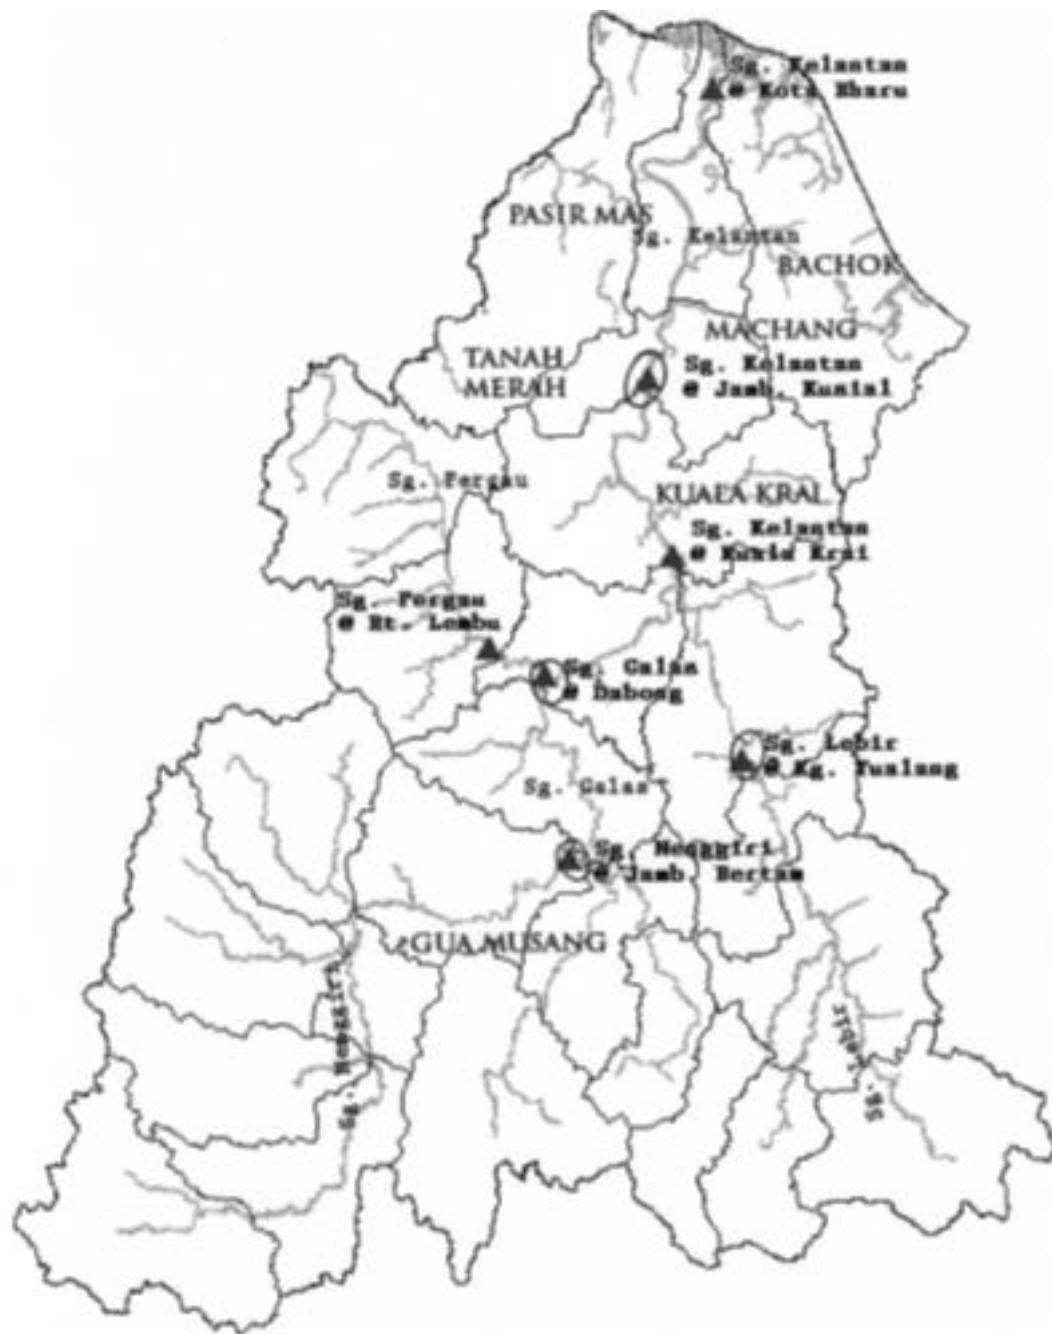 Sg. Kelantan
@ Kota Bharu
PASIR MAS
Sg. Kelantan
BACHOK
MACHANG
TANAH
MERAH
Sg. Kelantan
@ Jamb. Kunial
Sg. Pergau
KUALA KRAI
Sg. Kelantan
@ Krai
Sg. Pergau
@ Bt. Lembu
Sg. Galas
@ Dabong
Sg. Lebir
@ Kg. Tualang
Sg. Galas
Sg. Nenggiri
@ Jamb. Bertam
GUA MUSANG
Sg. Nenggiri
Sg. Lebir